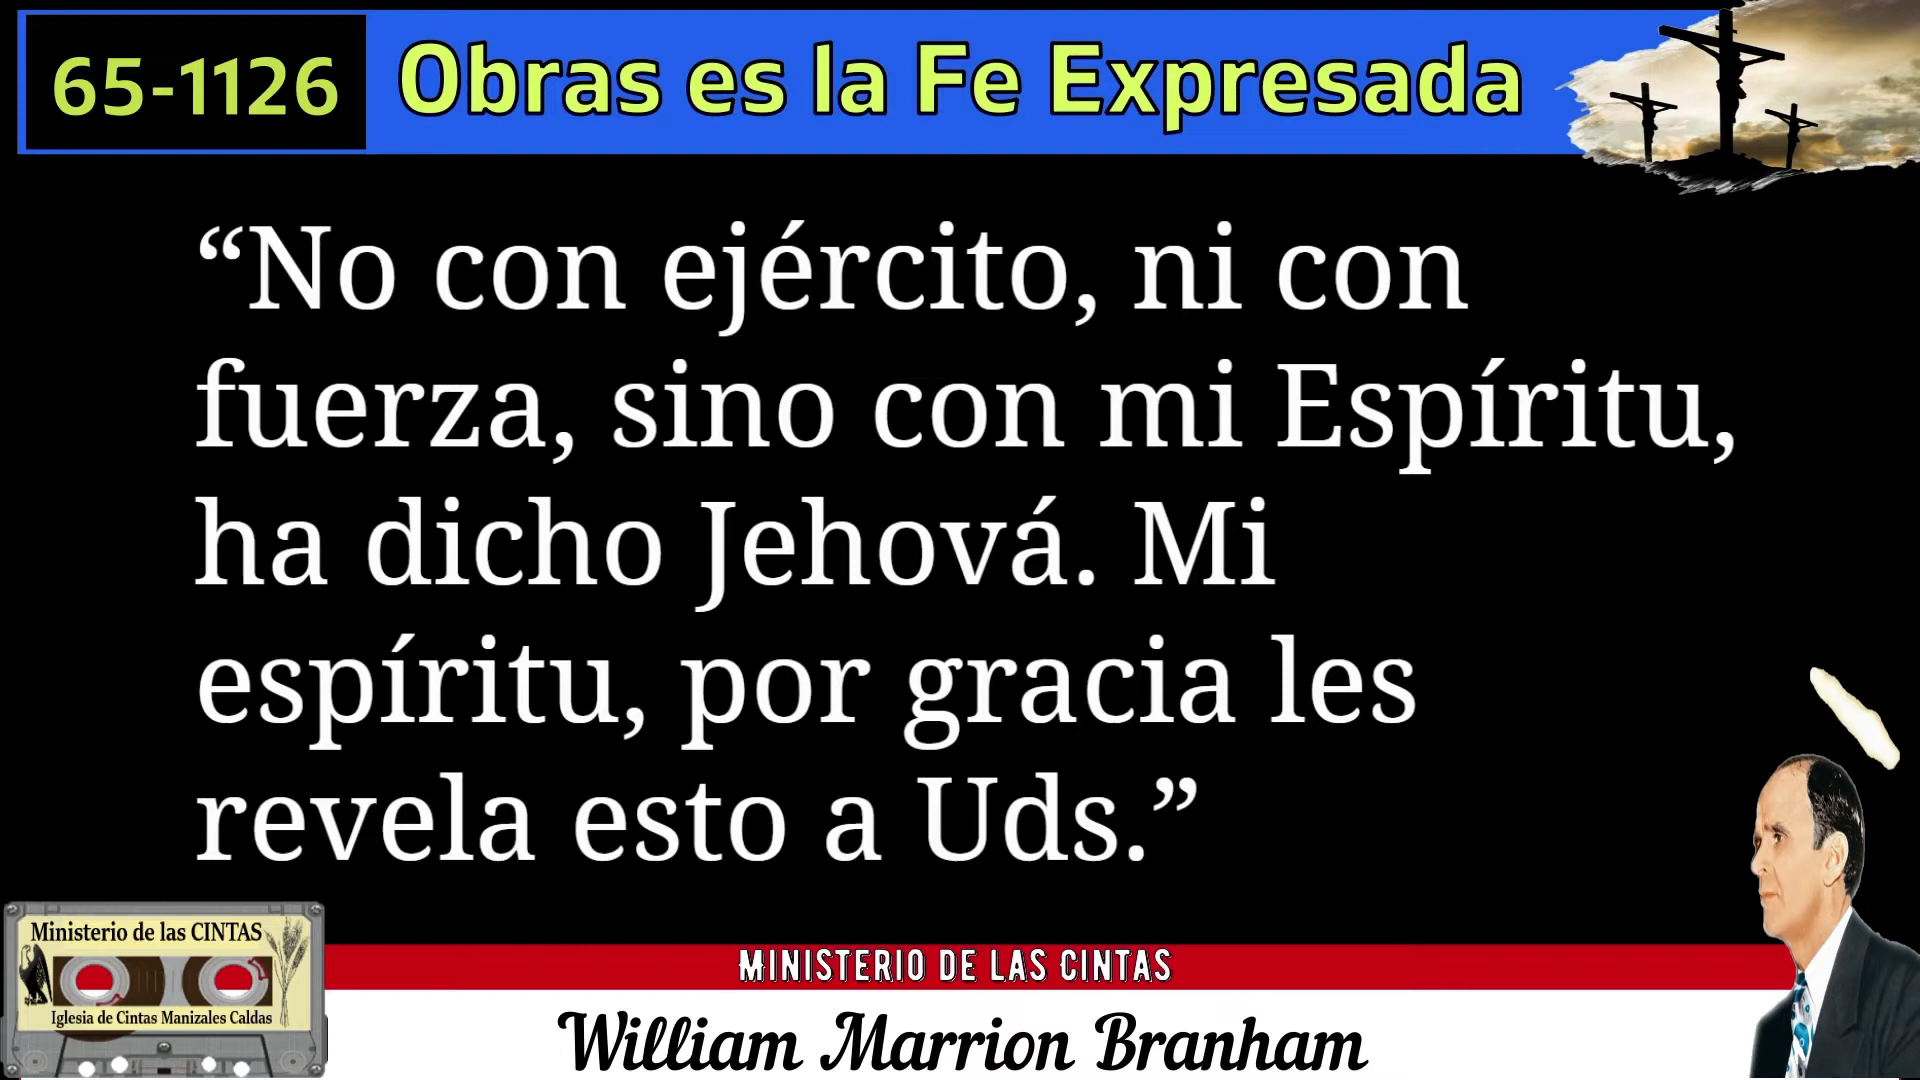 65-1126
Obras es la Fe Expresada
“No con ejército, ni con
fuerza, sino con mi Espíritu,
ha dicho Jehová. Mi
espíritu, por gracia les
revela esto a Uds.”
Ministerio de las CINTAS
Iglesia de Cintas Manizales Caldas
MINISTERIO DE LAS CINTAS
William Marrion Branham